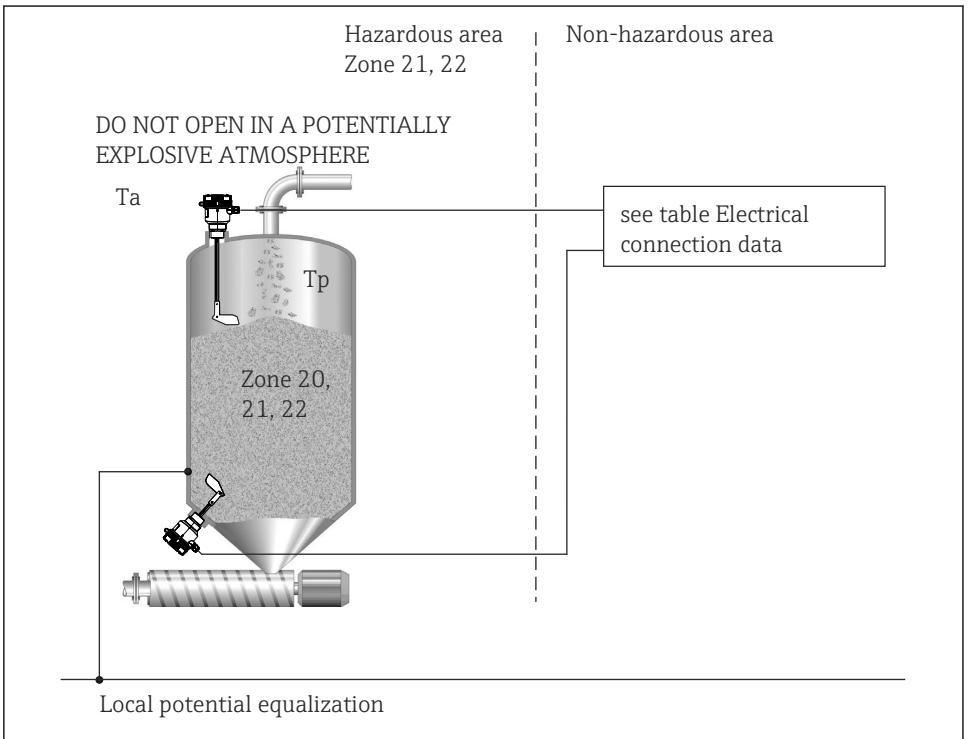 Hazardous area
Zone 21, 22
Non-hazardous area
DO NOT OPEN IN A POTENTIALLY
EXPLOSIVE ATMOSPHERE
Ta
see table Electrical
connection data
Tp
Zone 20,
21, 22
Local potential equalization